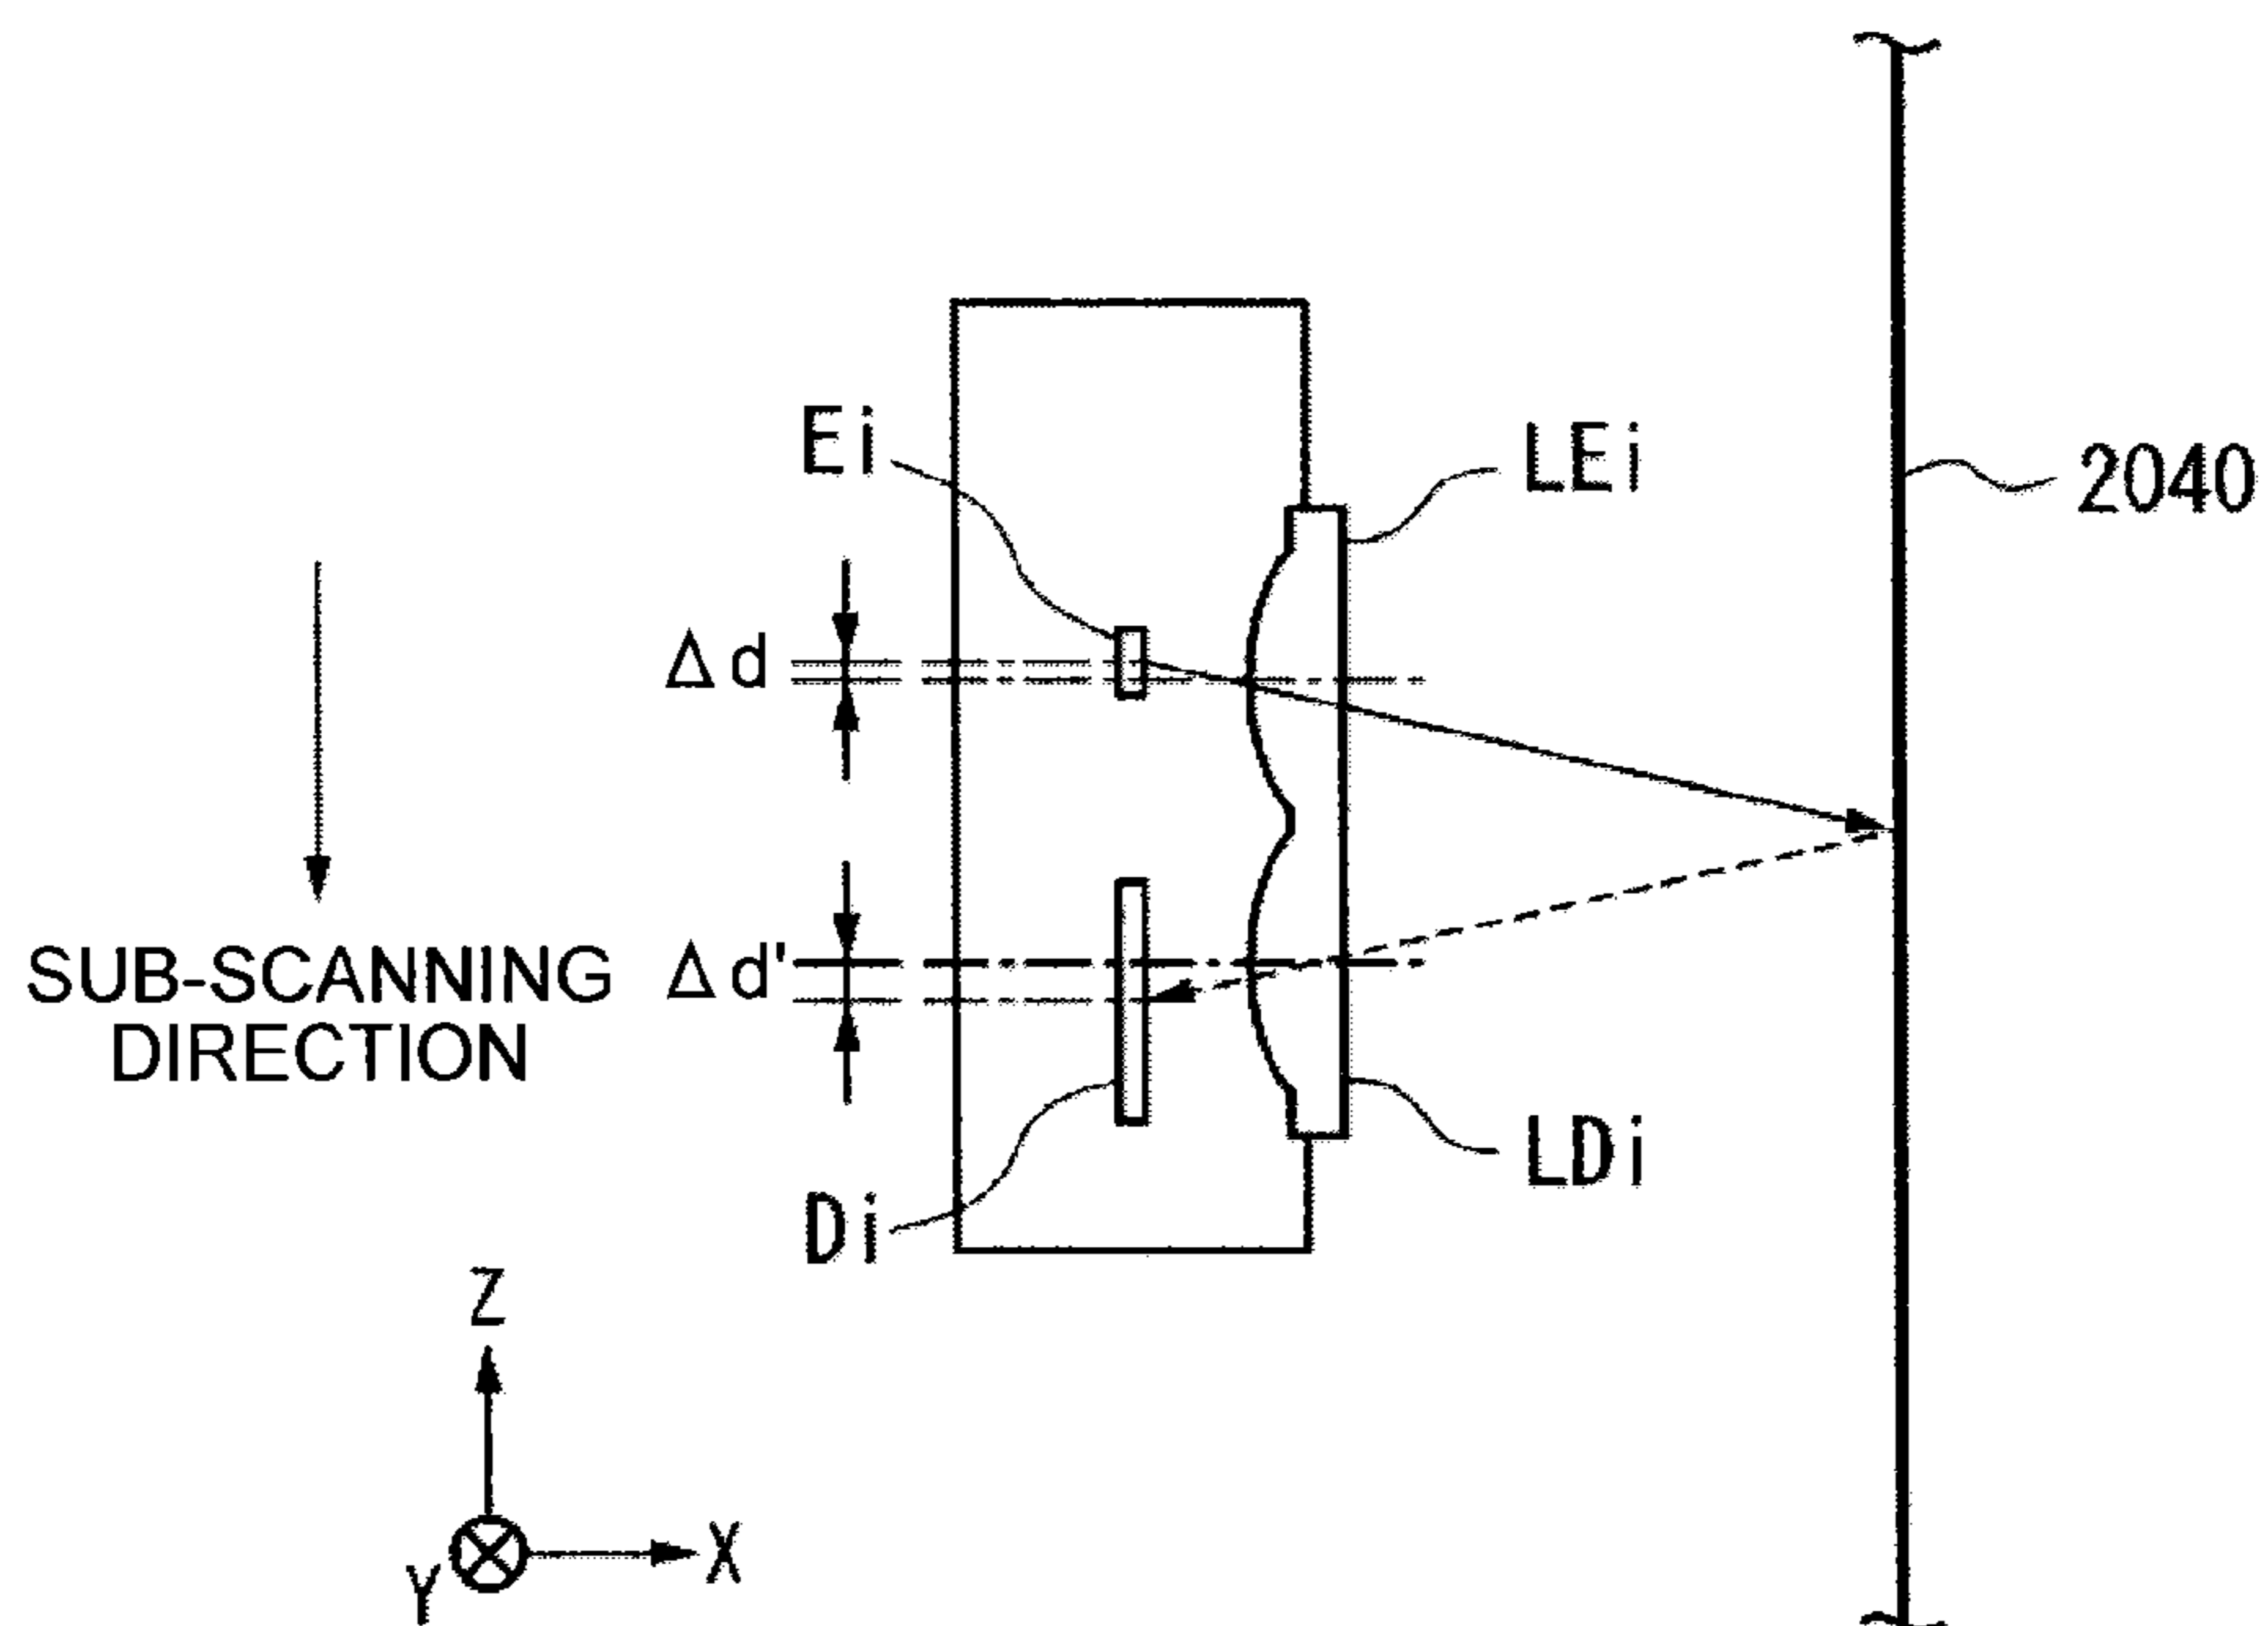 Ei
LEi
2040
Δd
SUB-SCANNING
DIRECTION
Δd'
LDi
Di
Z
X
Y